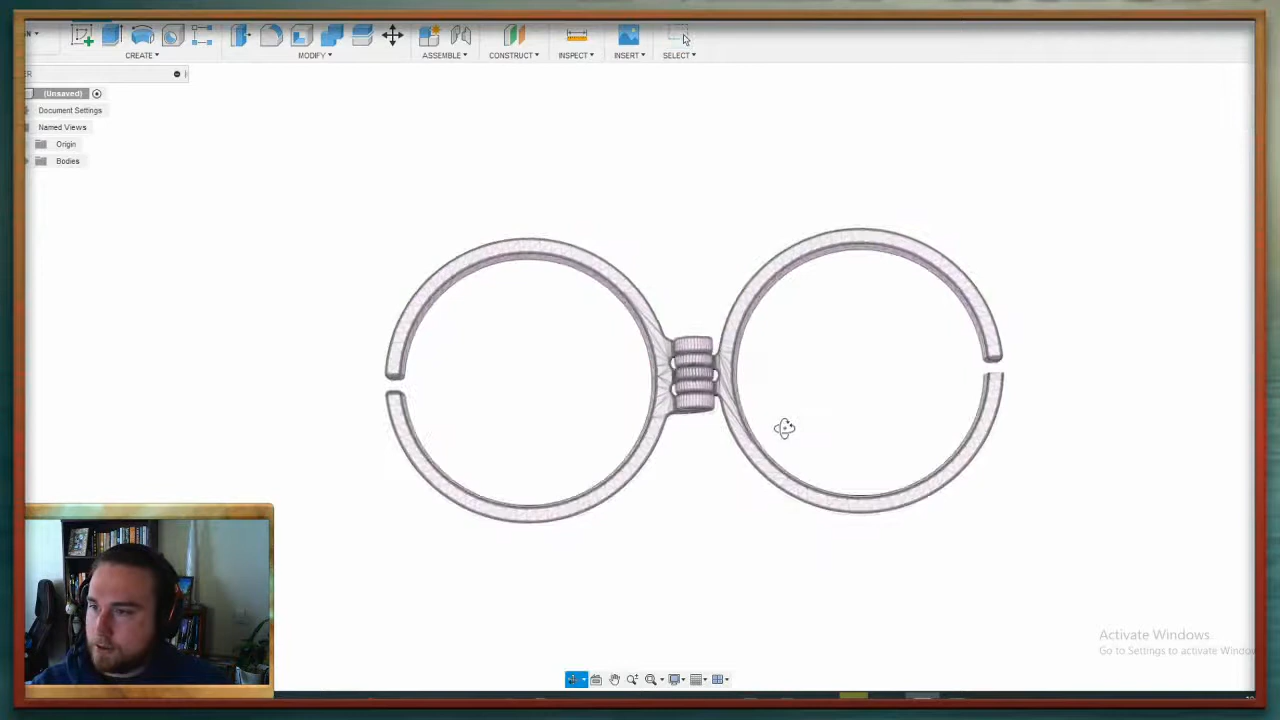 CREATE MODIFY ASSEMBLE CONSTRUCT INSPECT INSERT SELECT
(Unsaved)
Document Settings
Named Views
Origin
Bodies
Activate Windows
Go to Settings to activate Windo